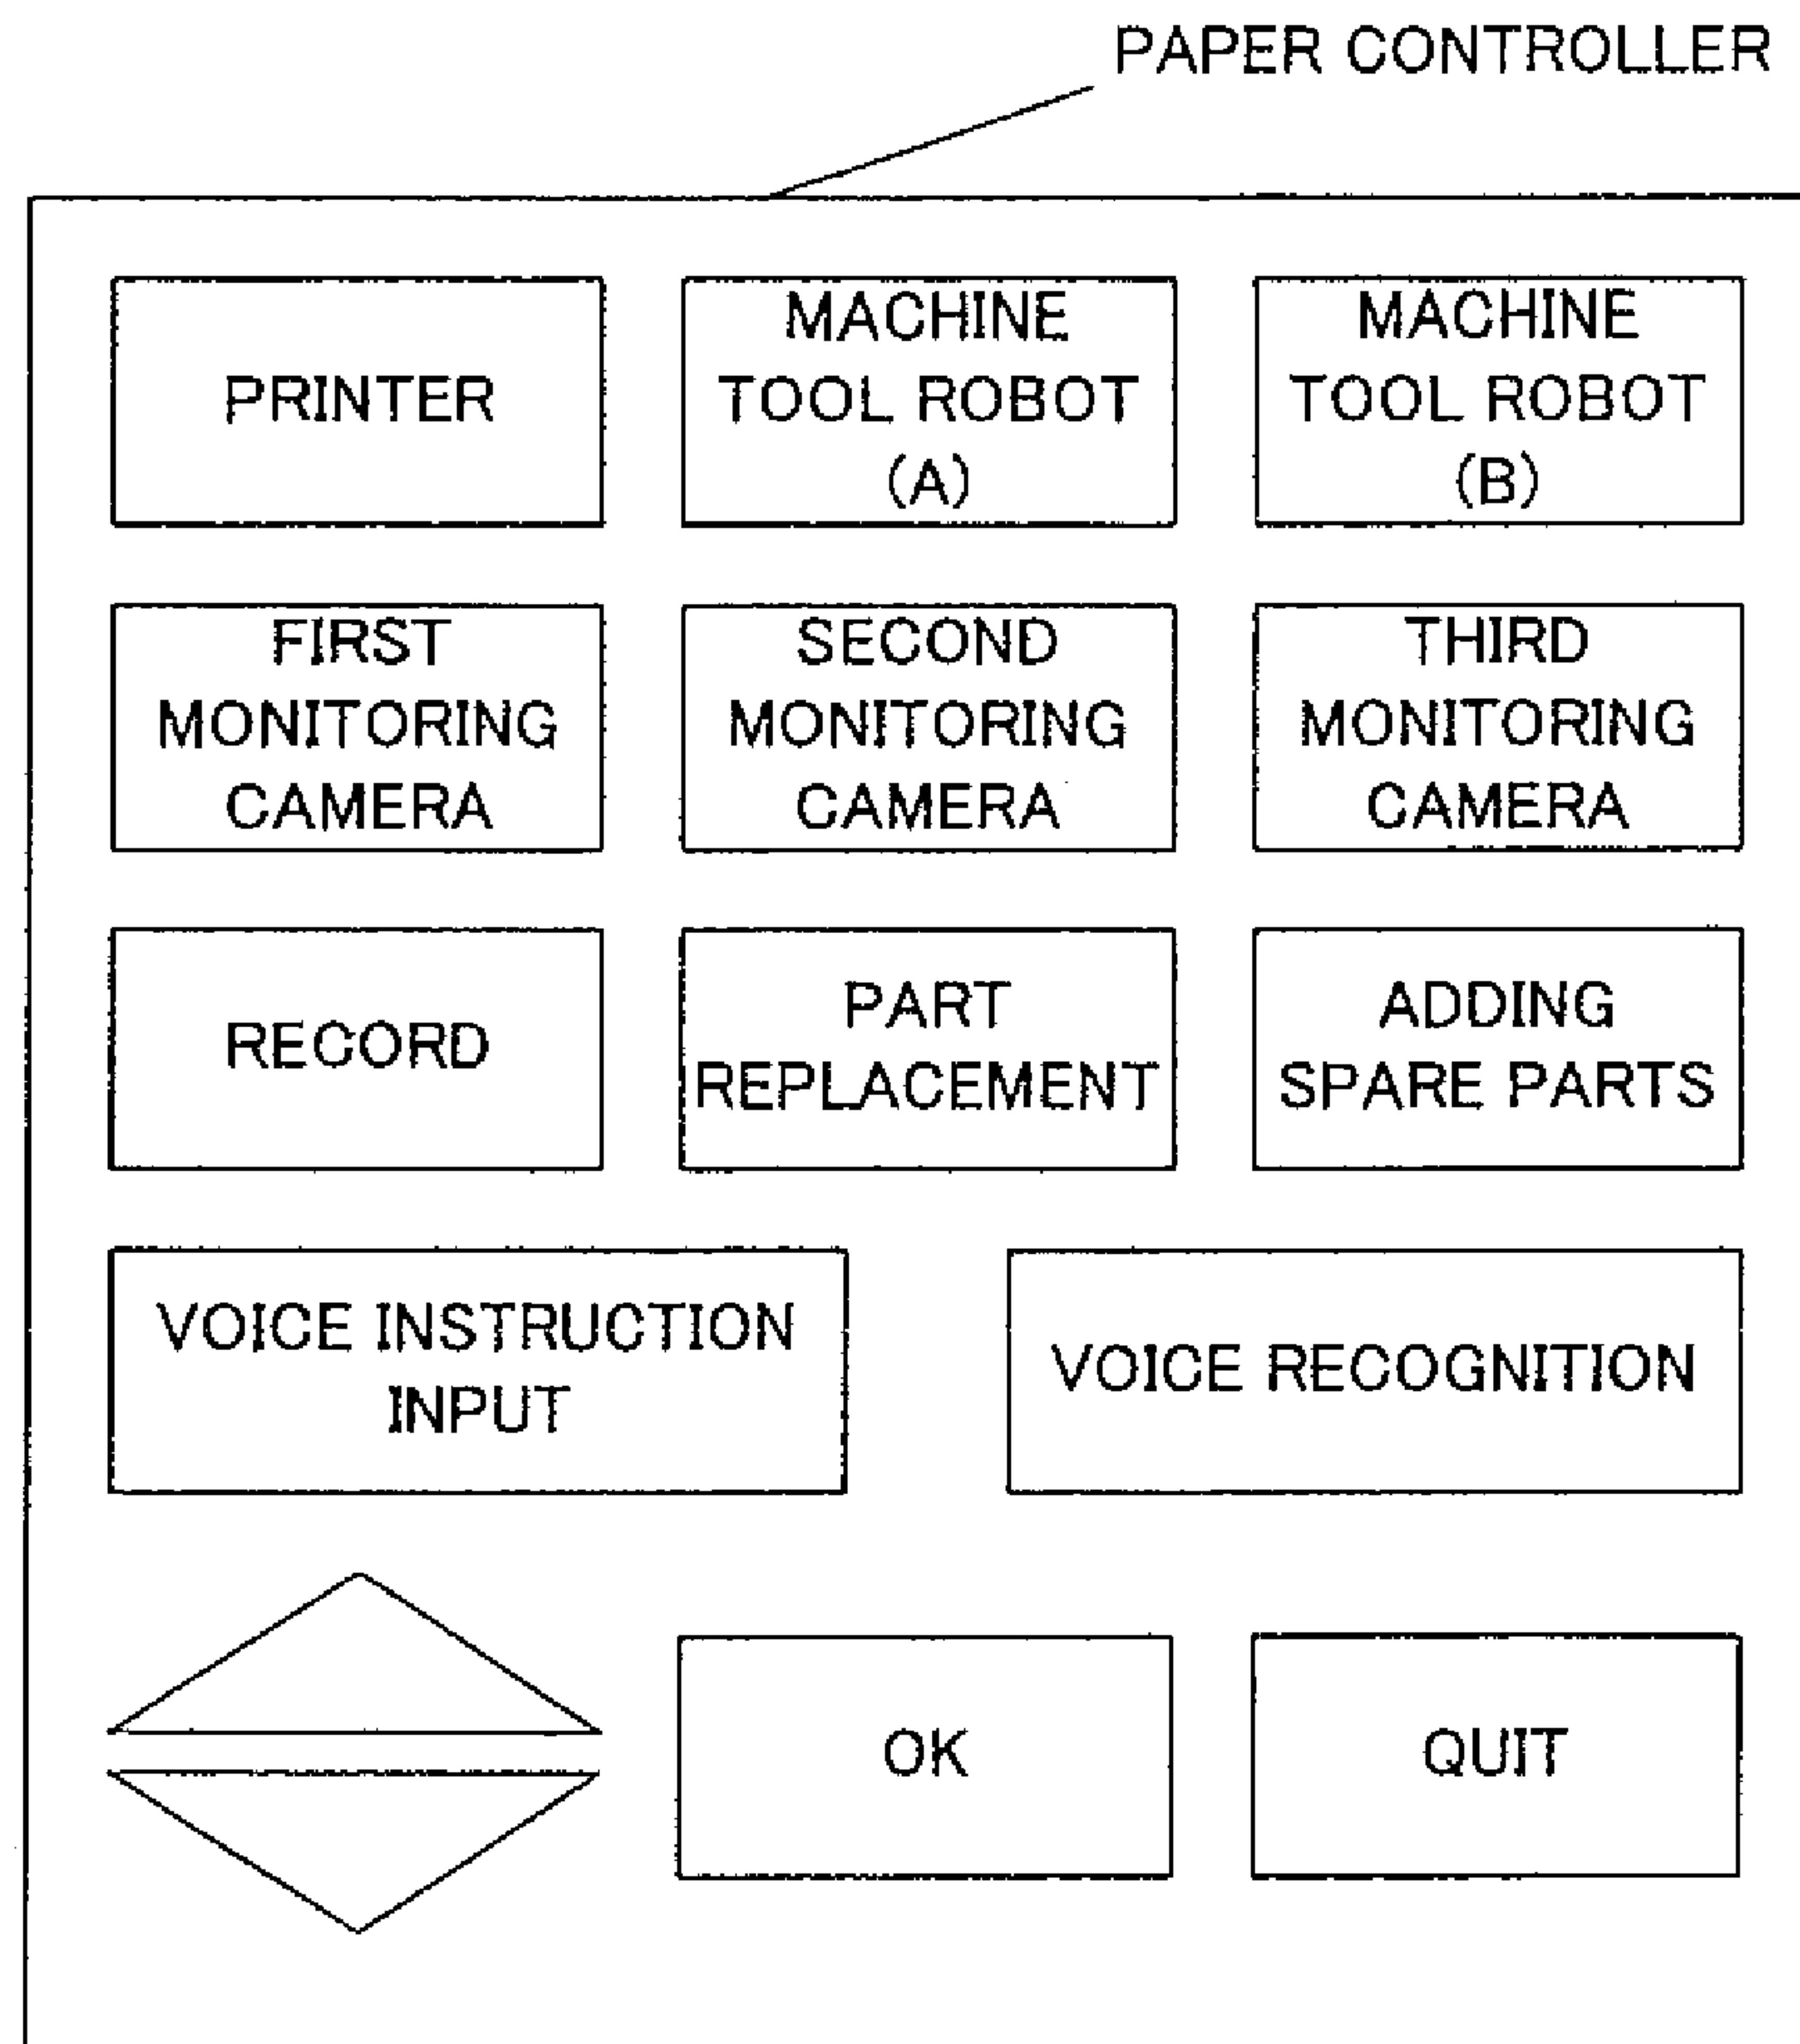 PAPER CONTROLLER
PRINTER
MACHINE
TOOL ROBOT
(A)
MACHINE
TOOL ROBOT
(B)
FIRST
MONITORING
CAMERA
SECOND
MONITORING
CAMERA
THIRD
MONITORING
CAMERA
RECORD
PART
REPLACEMENT
ADDING
SPARE PARTS
VOICE INSTRUCTION
INPUT
VOICE RECOGNITION
OK
QUIT